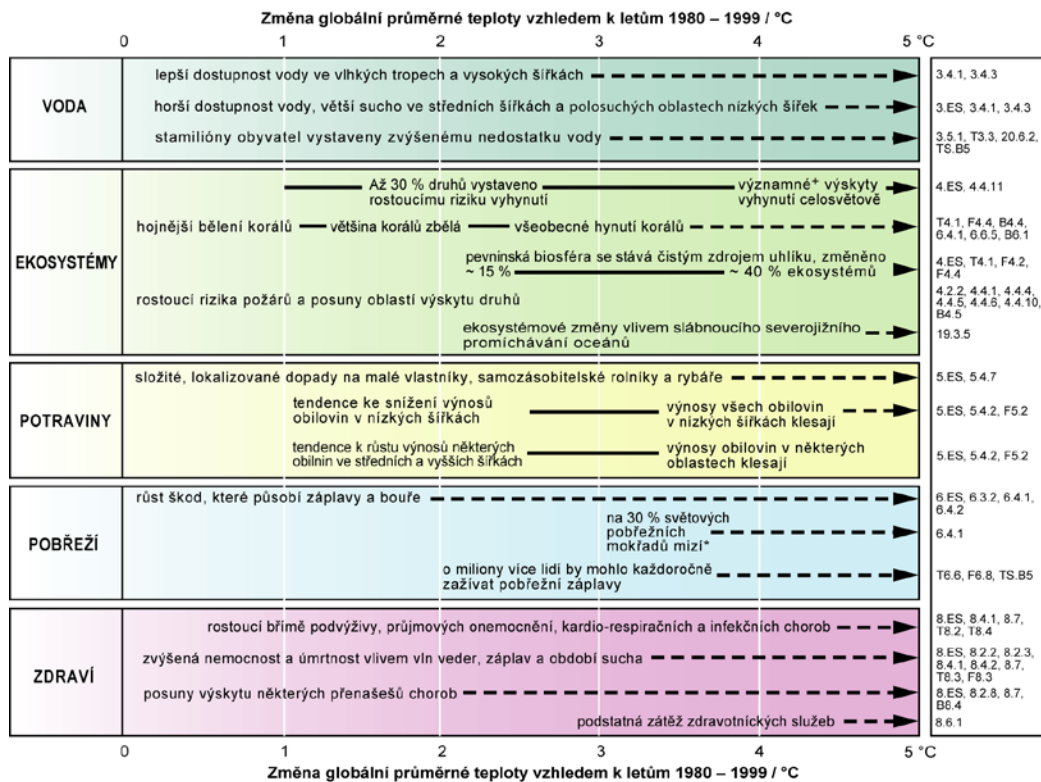 Změna globální průměrné teploty vzhledem k letům 1980 – 1999 / °C
0 1 2 3 4 5 °C
VODA
lepší dostupnost vody ve vlhkých tropech a vysokých šířkách
3.4.1, 3.4.3
horší dostupnost vody, větší sucho ve středních šířkách a polosuchých oblastech nízkých šířek
3.ES, 3.4.1, 3.4.3
stamilióny obyvatel vystaveny zvýšenému nedostatku vody
3.5.1, T3.3, 20.6.2,
TS.B5
EKOSYSTÉMY
Až 30 % druhů vystaveno
rostoucímu riziku vyhynutí
významné+ výskyty
vyhynutí celosvětově
4.ES, 4.4.11
hojnější bělení korálů
většina korálů zbělá
všeobecné hynutí korálů
T4.1, F4.4, B4.4,
6.4.1, 6.6.5, B6.1
pevninská biosféra se stává čistým zdrojem uhlíku, změněno
~ 15 % ~ 40 % ekosystémů
4.ES, T4.1, F4.2,
F4.4
rostoucí rizika požárů a posuny oblastí výskytu druhů
4.2.2, 4.4.1, 4.4.4,
4.4.5, 4.4.6, 4.4.10,
B4.5
ekosystémové změny vlivem slábnoucího severojižního
promíchávání oceánů
19.3.5
POTRAVINY
složité, lokalizované dopady na malé vlastníky, samozásobitelské rolníky a rybáře
5.ES, 5.4.7
tendence ke snížení výnosů
obilovin v nízkých šířkách
výnosy všech obilovin
v nízkých šířkách klesají
5.ES, 5.4.2, F5.2
tendence k růstu výnosů některých
obilnin ve středních a vyšších šířkách
výnosy obilovin v některých
oblastech klesají
5.ES, 5.4.2, F5.2
POBŘEŽÍ
růst škod, které působí záplavy a bouře
6.ES, 6.3.2, 6.4.1,
6.4.2
na 30 % světových
pobřežních
mokřadů mizí*
6.4.1
o miliony více lidí by mohlo každoročně
zažívat pobřežní záplavy
T6.6, F6.8, TS.B5
ZDRAVÍ
rostoucí břímě podvýživy, průjmových onemocnění, kardio-respiračních a infekčních chorob
8.ES, 8.4.1, 8.7,
T8.2, T8.4
zvýšená nemocnost a úmrtnost vlivem vln veder, záplav a období sucha
8.ES, 8.2.2, 8.2.3,
8.4.1, 8.4.2, 8.7,
T8.3, F8.3
posuny výskytu některých přenašešů chorob
8.ES, 8.2.8, 8.7,
B8.4
podstatná zátěž zdravotnických služeb
8.6.1
0 1 2 3 4 5 °C
Změna globální průměrné teploty vzhledem k letům 1980 – 1999 / °C